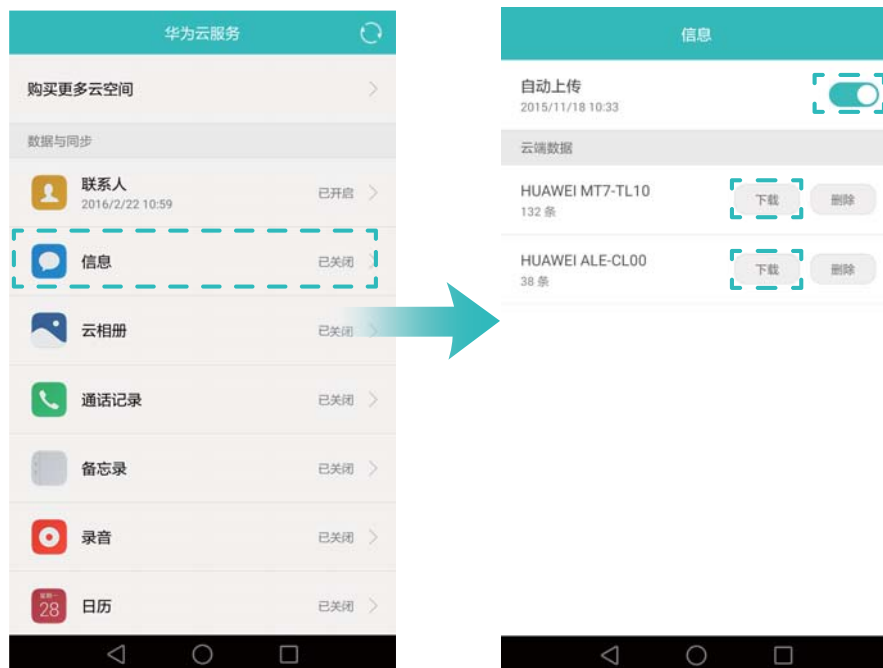 华为云服务
购买更多云空间
数据与同步
联系人
2016/2/22 10:59
已开启
信息
已关闭
云相册
已关闭
通话记录
已关闭
备忘录
已关闭
录音
已关闭
星期一
28
日历
已关闭
信息
自动上传
2015/11/18 10:33
云端数据
HUAWEI MT7-TL10
132 条
下载
删除
HUAWEI ALE-CL00
38 条
下载
删除